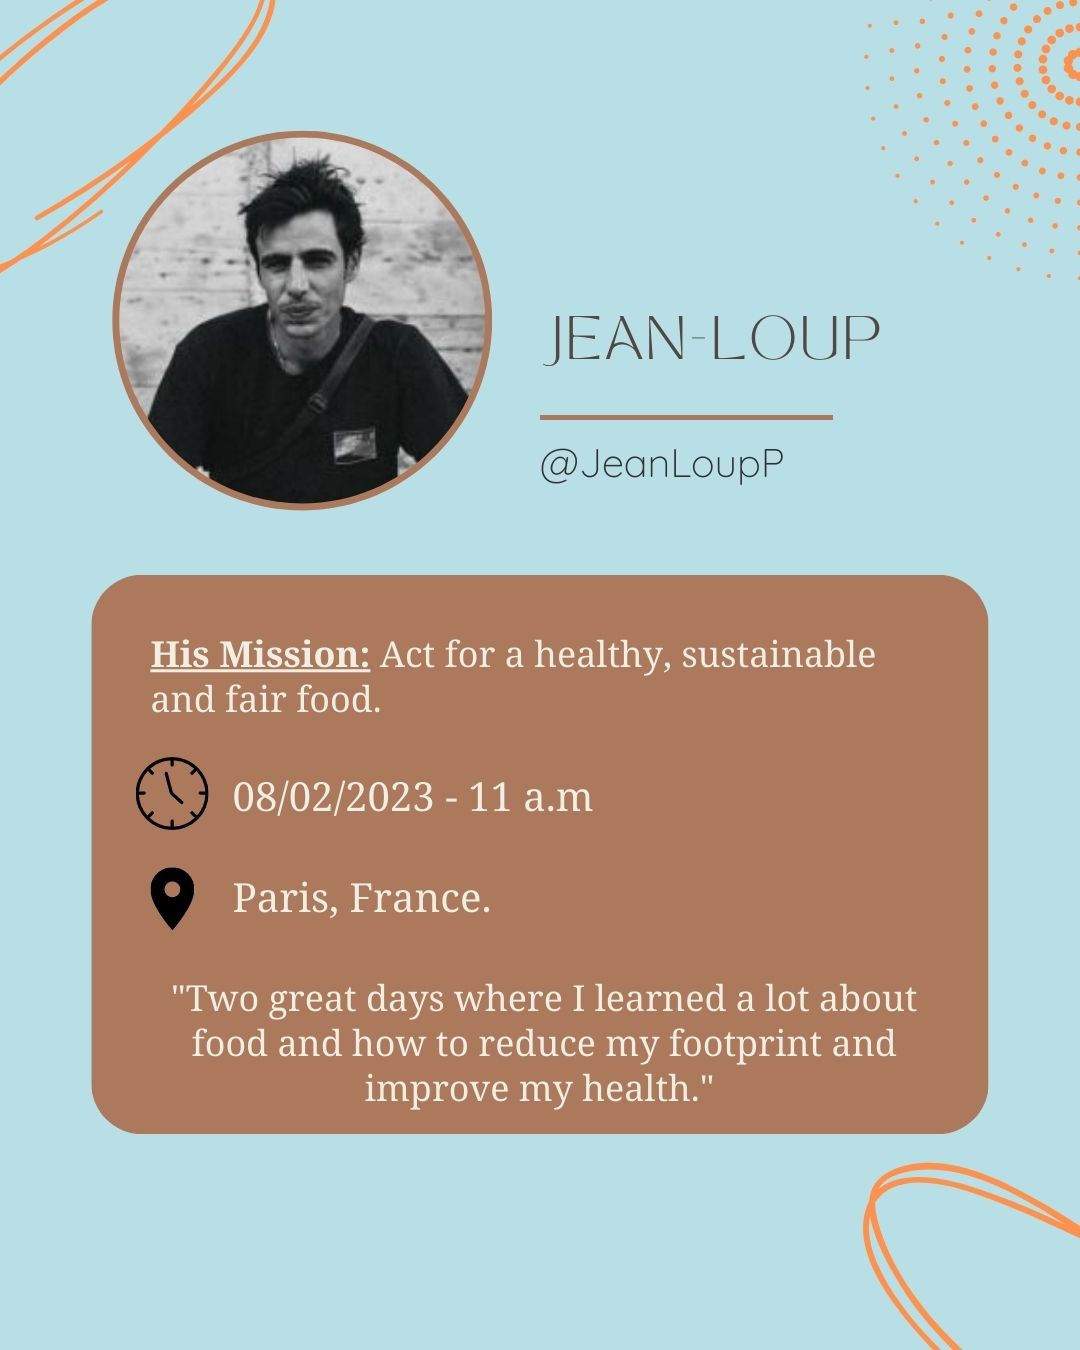 JEAN-LOUP
@JeanLoupP
His Mission: Act for a healthy, sustainable
and fair food.
08/02/2023 - 11 a.m
Paris, France.
"Two great days where I learned a lot about
food and how to reduce my footprint and
improve my health."